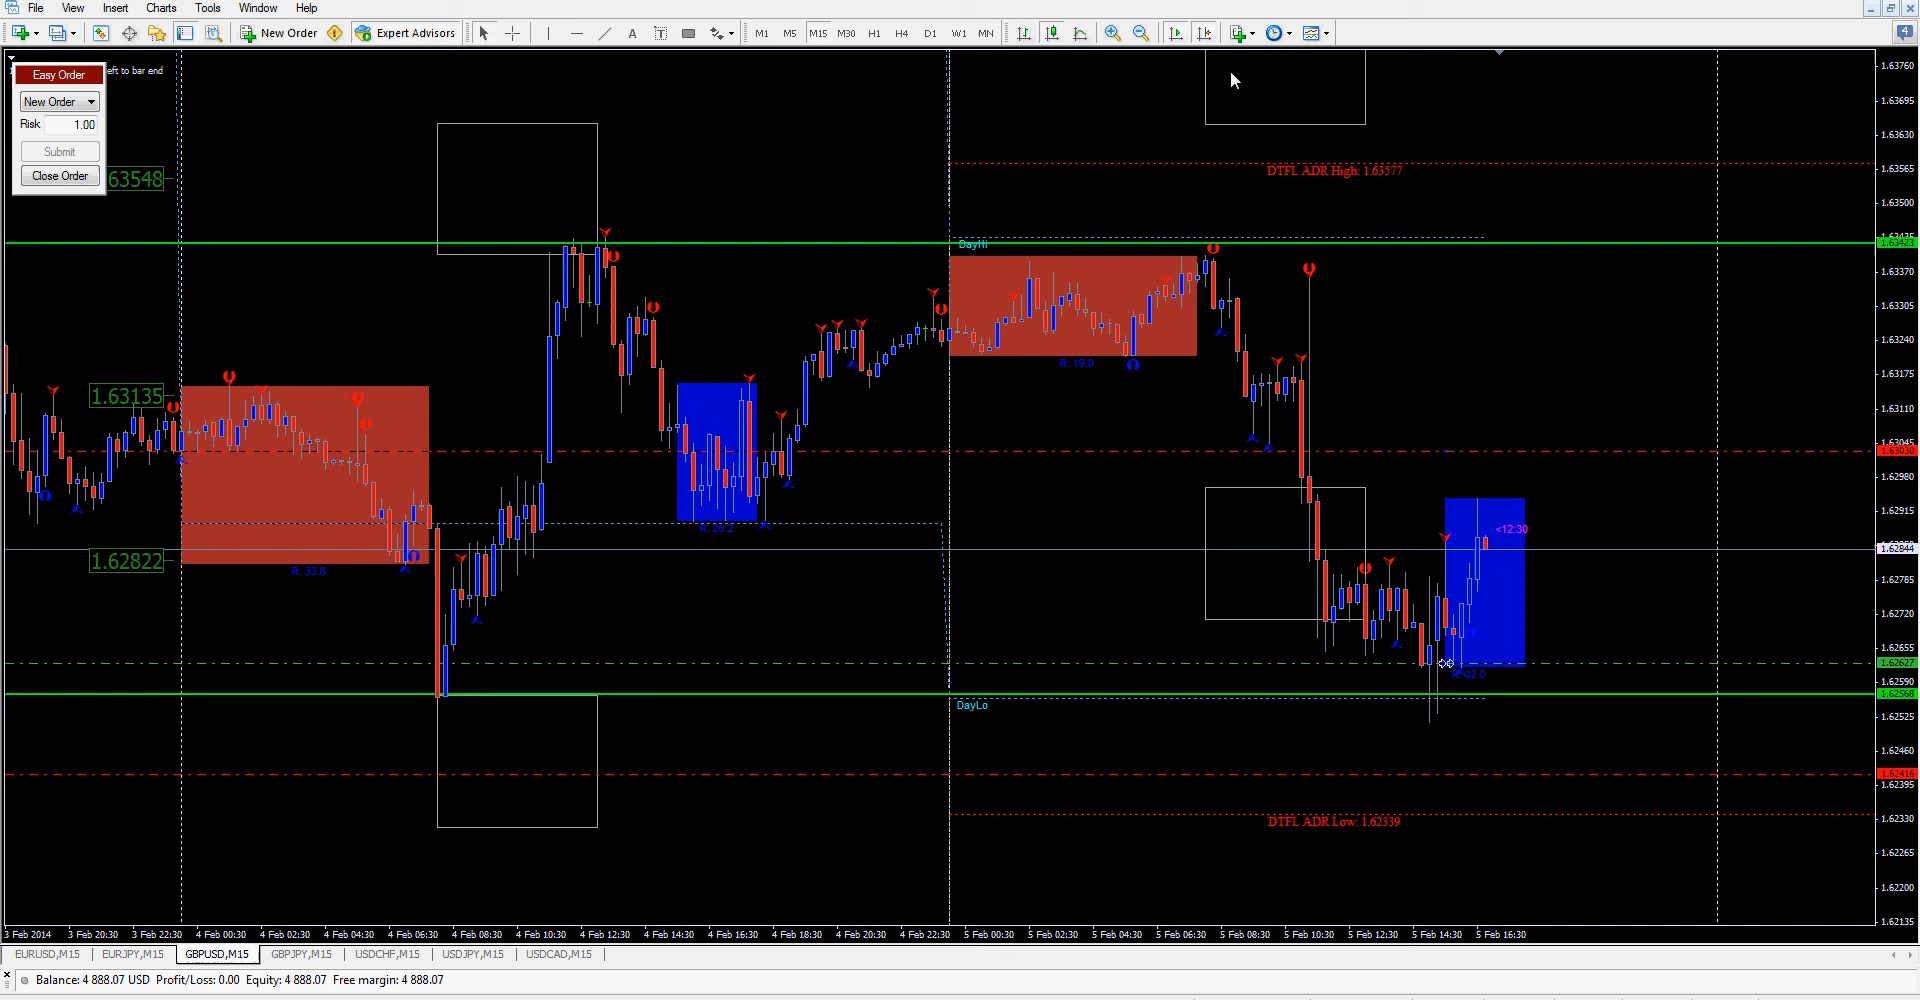 File View Insert Charts Tools Window Help
New Order Expert Advisors A T M1 M5 M15 M30 H1 H4 D1 W1 MN 4
eft to bar end
Easy Order
New Order
Risk 1.00
Submit
Close Order
63548
1.63135
1.62822
R: 33.8
R: 26.2
DayHi
R: 19.0
DayLo
DTFL ADR High: 1.63577
<12:30
R: 32.0
DTFL ADR Low: 1.62339
1.63760
1.63695
1.63630
1.63565
1.63500
1.63423
1.63370
1.63305
1.63240
1.63175
1.63110
1.63045
1.63030
1.62980
1.62915
1.62844
1.62785
1.62720
1.62655
1.62627
1.62590
1.62568
1.62525
1.62460
1.62416
1.62395
1.62330
1.62265
1.62200
1.62135
3 Feb 2014 3 Feb 20:30 3 Feb 22:30 4 Feb 00:30 4 Feb 02:30 4 Feb 04:30 4 Feb 06:30 4 Feb 08:30 4 Feb 10:30 4 Feb 12:30 4 Feb 14:30 4 Feb 16:30 4 Feb 18:30 4 Feb 20:30 4 Feb 22:30 5 Feb 00:30 5 Feb 02:30 5 Feb 04:30 5 Feb 06:30 5 Feb 08:30 5 Feb 10:30 5 Feb 12:30 5 Feb 14:30 5 Feb 16:30
EURUSD,M15 EURJPY,M15 GBPUSD,M15 GBPJPY,M15 USDCHF,M15 USDJPY,M15 USDCAD,M15
Balance: 4 888.07 USD Profit/Loss: 0.00 Equity: 4 888.07 Free margin: 4 888.07